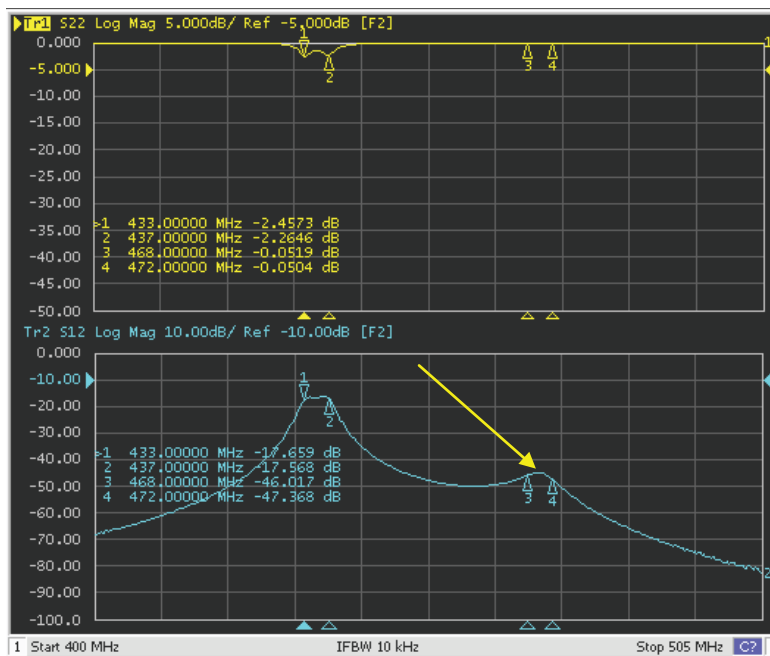 Tr1 S22 Log Mag 5.000dB/ Ref -5.000dB [F2]
0.000
-5.000
-10.00
-15.00
-20.00
-25.00
-30.00
-35.00
-40.00
-45.00
-50.00
1
2
3
4
1
>1 433.00000 MHz -2.4573 dB
2 437.00000 MHz -2.2646 dB
3 468.00000 MHz -0.0519 dB
4 472.00000 MHz -0.0504 dB
Tr2 S12 Log Mag 10.00dB/ Ref -10.00dB [F2]
0.000
-10.00
-20.00
-30.00
-40.00
-50.00
-60.00
-70.00
-80.00
-90.00
-100.0
1
2
3
4
2
>1 433.00000 MHz -17.659 dB
2 437.00000 MHz -17.568 dB
3 468.00000 MHz -46.017 dB
4 472.00000 MHz -47.368 dB
1 Start 400 MHz IFBW 10 kHz Stop 505 MHz C?